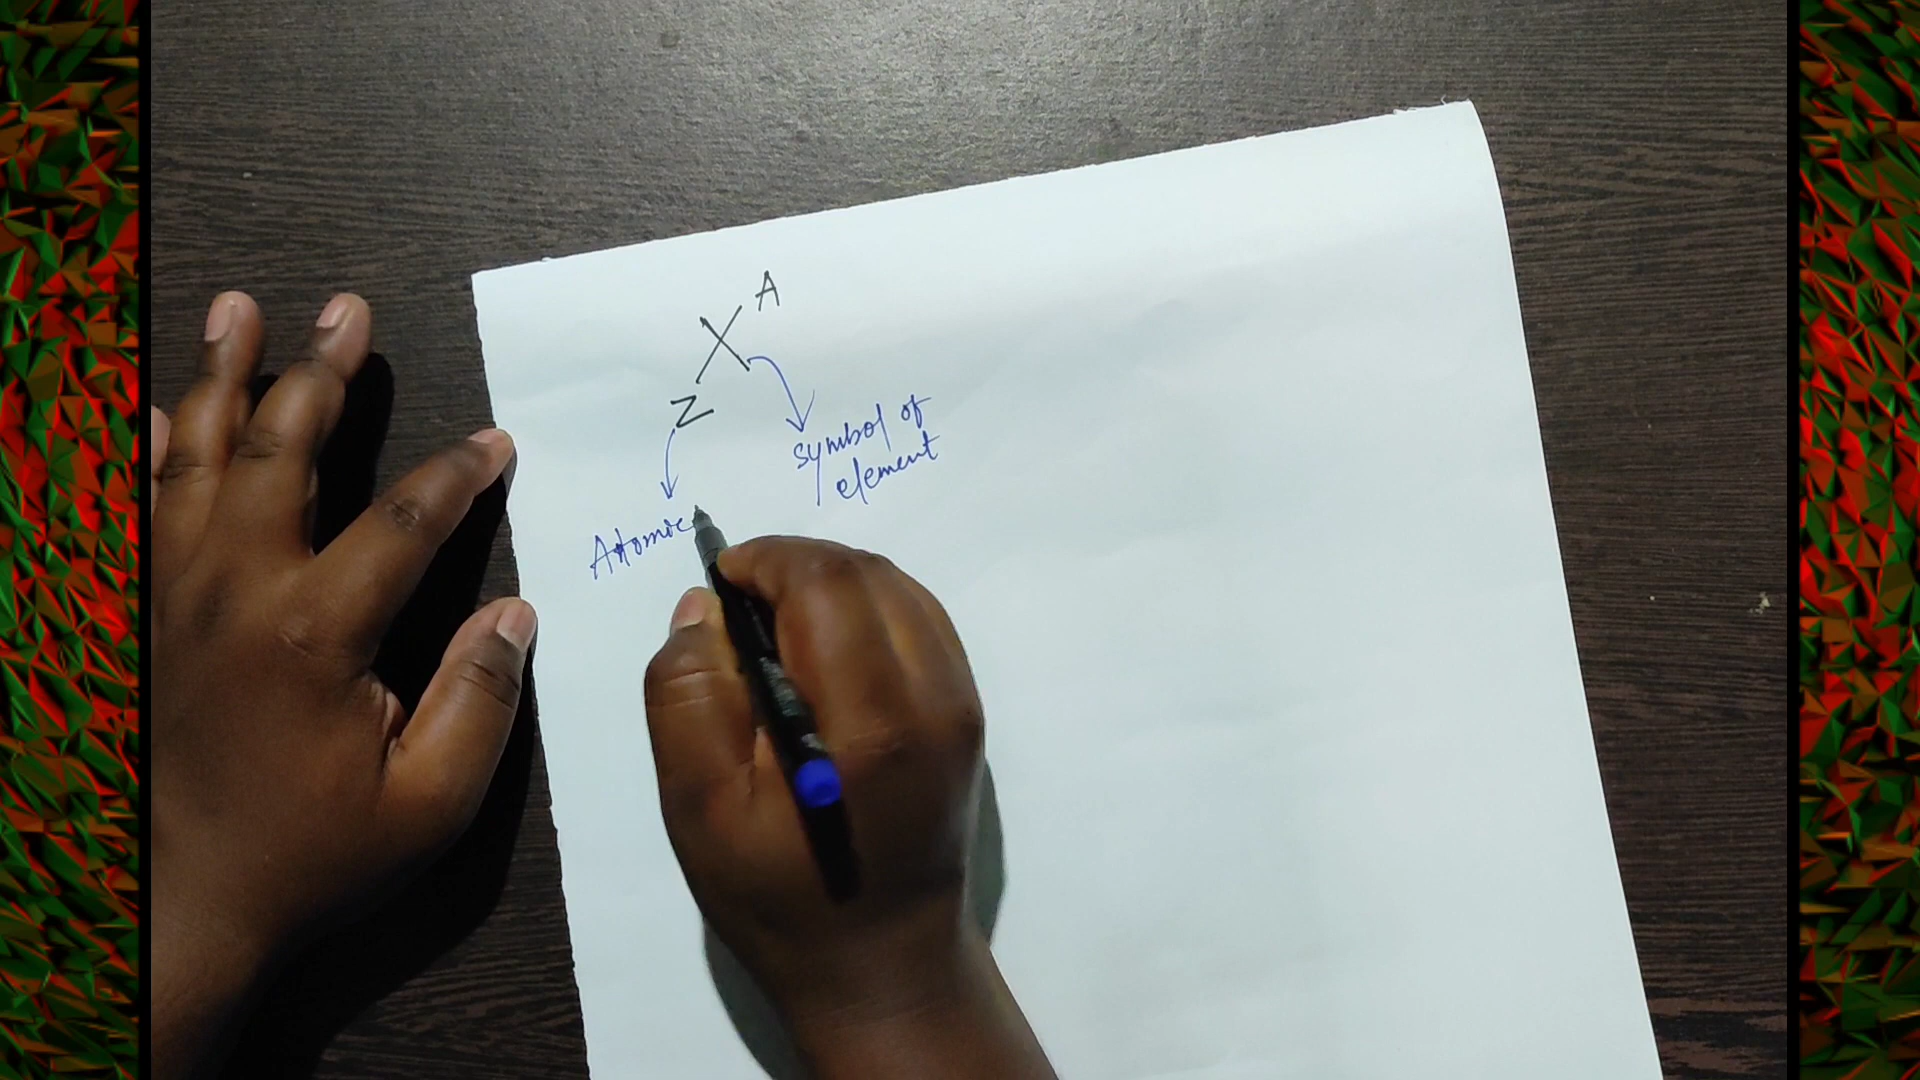 A
X
Z
symbol of
element
Atomic